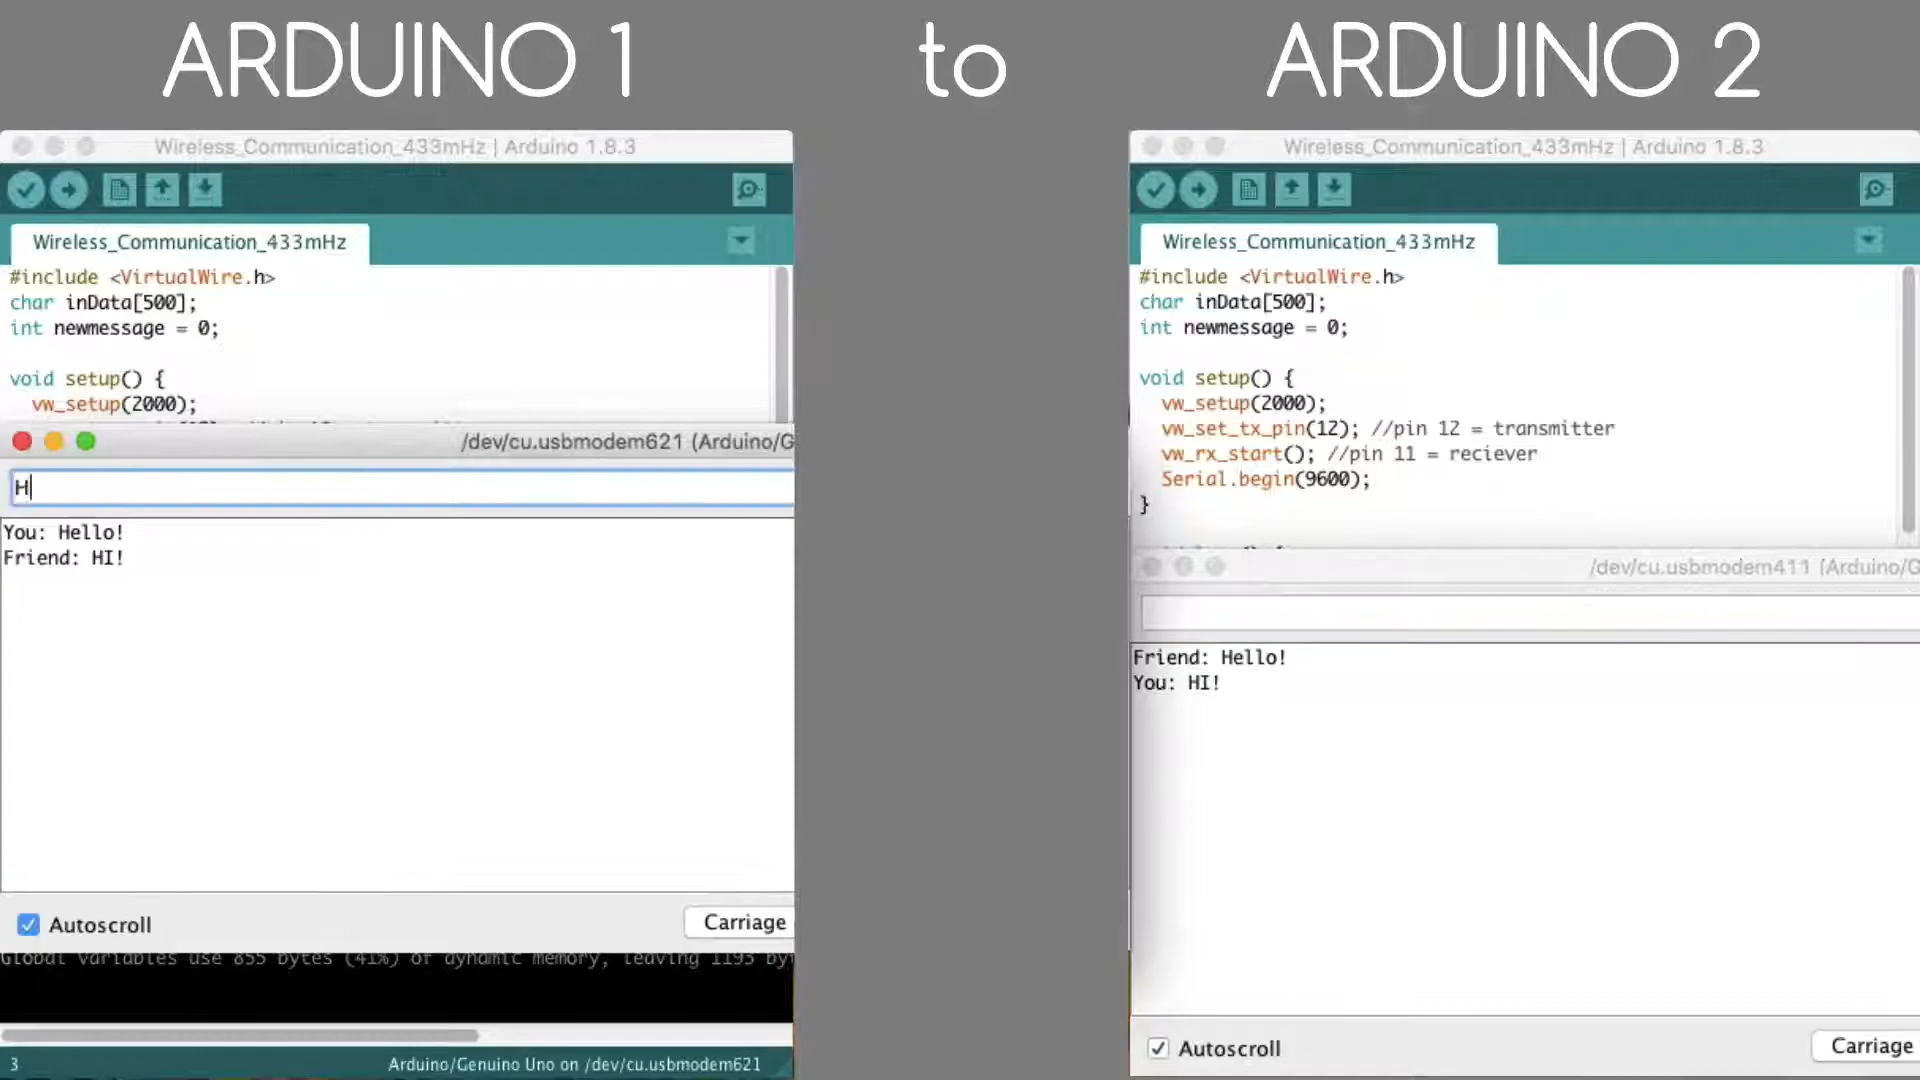 ARDUINO 1 to ARDUINO 2
Wireless_Communication_433mHz | Arduino 1.8.3
Wireless_Communication_433mHz
#include <VirtualWire.h>
char inData[500];
int newmessage = 0;
void setup() {
vw_setup(2000);
/dev/cu.usbmodem621 (Arduino/G
H
You: Hello!
Friend: HI!
Autoscroll
Carriage
Global variables use 855 bytes (41%) of dynamic memory, leaving 1193 by
3
Arduino/Genuino Uno on /dev/cu.usbmodem621
Wireless_Communication_433mHz | Arduino 1.8.3
Wireless_Communication_433mHz
#include <VirtualWire.h>
char inData[500];
int newmessage = 0;
void setup() {
vw_setup(2000);
vw_set_tx_pin(12); //pin 12 = transmitter
vw_rx_start(); //pin 11 = reciever
Serial.begin(9600);
}
/dev/cu.usbmodem411 (Arduino/G
Friend: Hello!
You: HI!
Autoscroll
Carriage